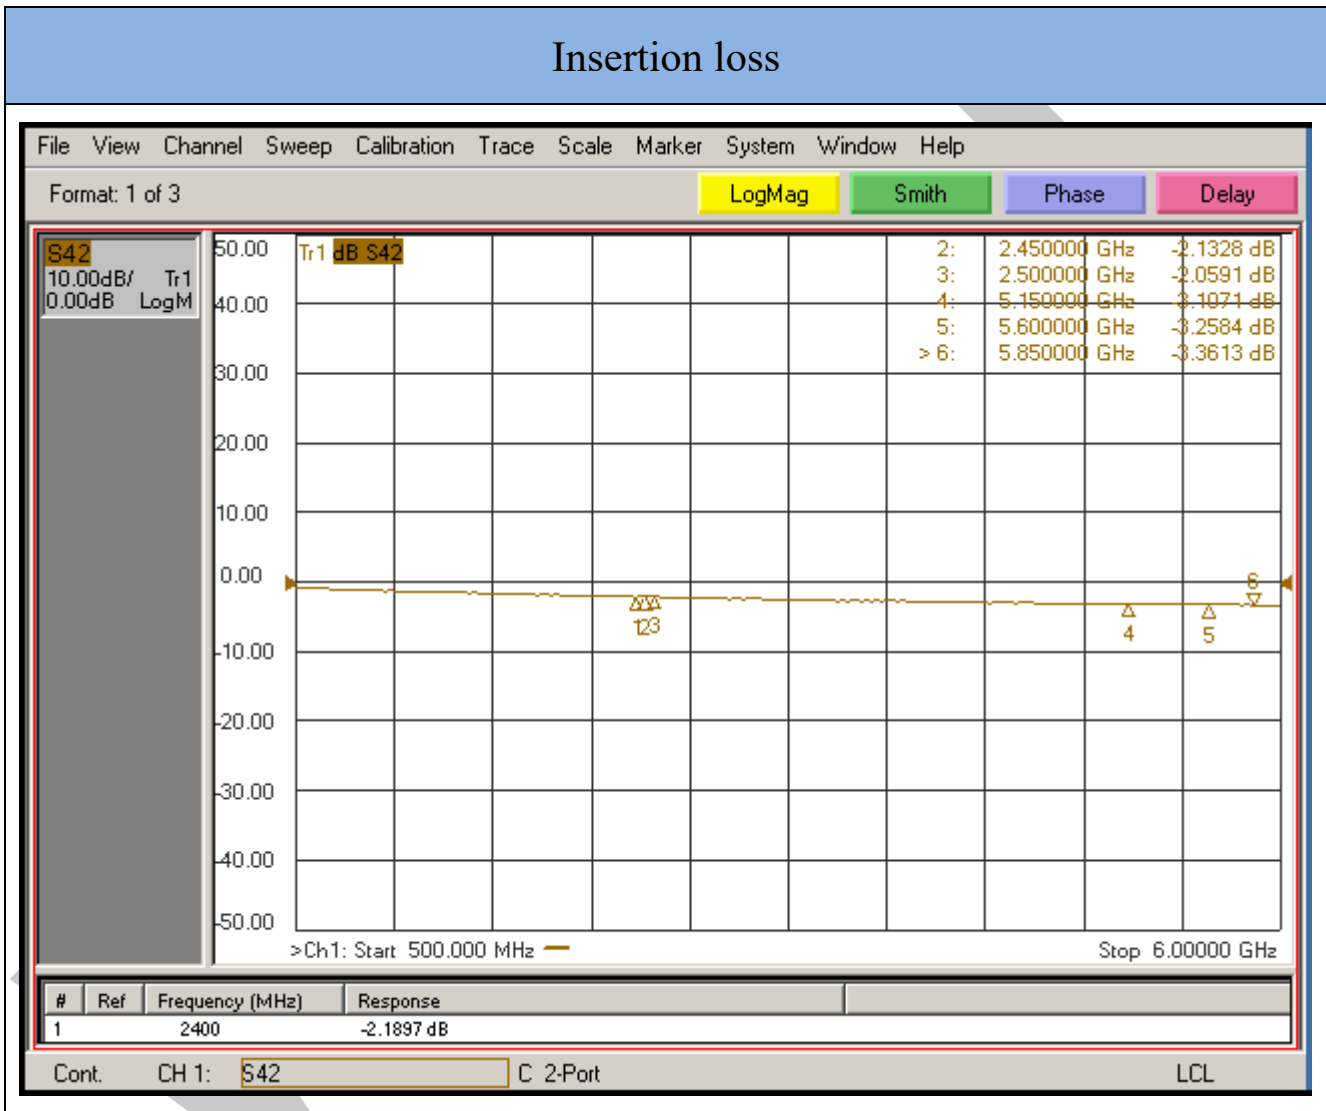 Insertion loss
File View Channel Sweep Calibration Trace Scale Marker System Window Help
Format: 1 of 3 LogMag Smith Phase Delay
S42
10.00dB/ Tr1
0.00dB LogM
Tr1 dB S42
2: 2.450000 GHz -2.1328 dB
3: 2.500000 GHz -2.0591 dB
4: 5.150000 GHz -3.1071 dB
5: 5.600000 GHz -3.2584 dB
> 6: 5.850000 GHz -3.3613 dB
50.00
40.00
30.00
20.00
10.00
0.00
-10.00
-20.00
-30.00
-40.00
-50.00
6
1 2 3
4 5
>Ch1: Start 500.000 MHz Stop 6.00000 GHz
# Ref Frequency (MHz) Response
1 2400 -2.1897 dB
Cont. CH 1: S42 C 2-Port LCL